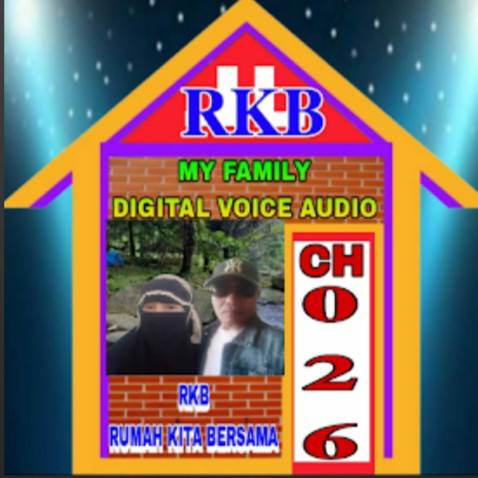 RKB
MY FAMILY
DIGITAL VOICE AUDIO
CH
0
2
6
RKB
RUMAH KITA BERSAMA